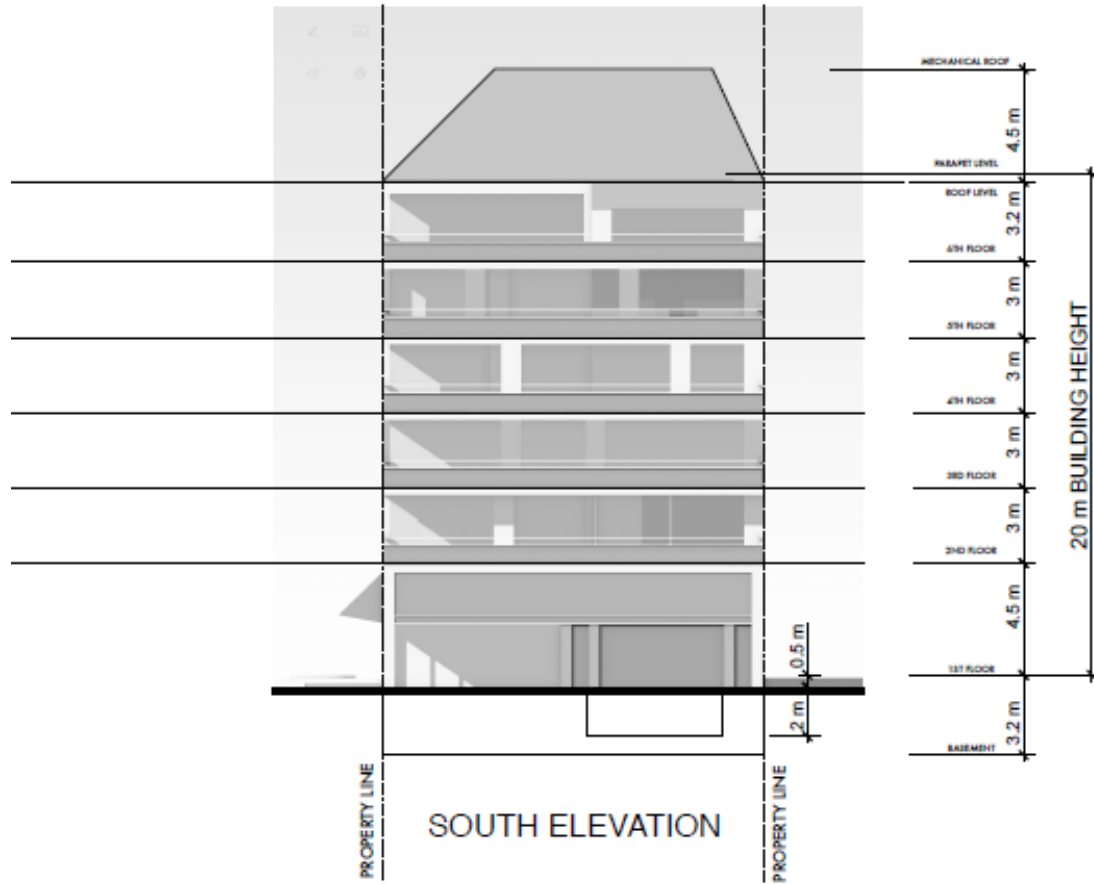 MECHANICAL ROOF
4.5 m
PARAPET LEVEL
ROOF LEVEL
3.2 m
6TH FLOOR
3 m
5TH FLOOR
3 m
4TH FLOOR
3 m
3RD FLOOR
3 m
2ND FLOOR
4.5 m
1ST FLOOR
0.5 m
2 m
3.2 m
BASEMENT
20 m BUILDING HEIGHT
PROPERTY LINE
SOUTH ELEVATION
PROPERTY LINE